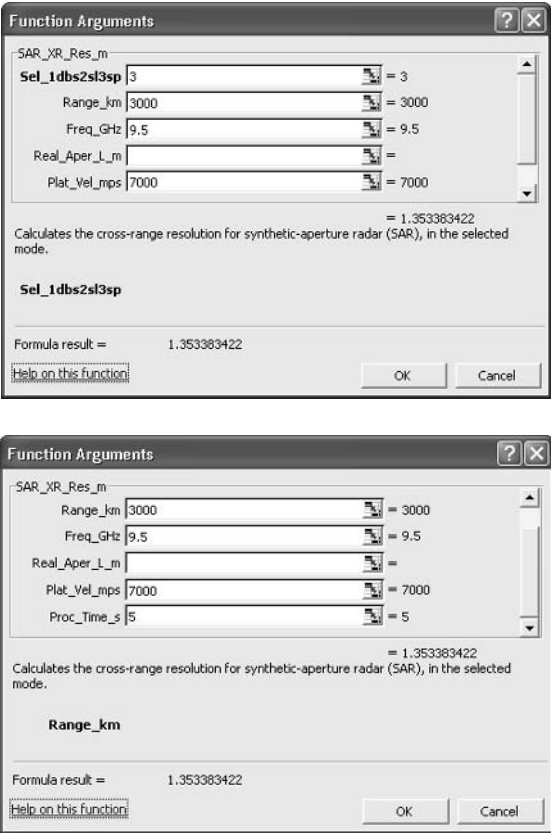 Function Arguments
SAR_XR_Res_m
Sel_1dbs2sl3sp 3 = 3
Range_km 3000 = 3000
Freq_GHz 9.5 = 9.5
Real_Aper_L_m =
Plat_Vel_mps 7000 = 7000
= 1.353383422
Calculates the cross-range resolution for synthetic-aperture radar (SAR), in the selected
mode.
Sel_1dbs2sl3sp
Formula result = 1.353383422
Help on this function OK Cancel
Function Arguments
SAR_XR_Res_m
Range_km 3000 = 3000
Freq_GHz 9.5 = 9.5
Real_Aper_L_m =
Plat_Vel_mps 7000 = 7000
Proc_Time_s 5 = 5
= 1.353383422
Calculates the cross-range resolution for synthetic-aperture radar (SAR), in the selected
mode.
Range_km
Formula result = 1.353383422
Help on this function OK Cancel